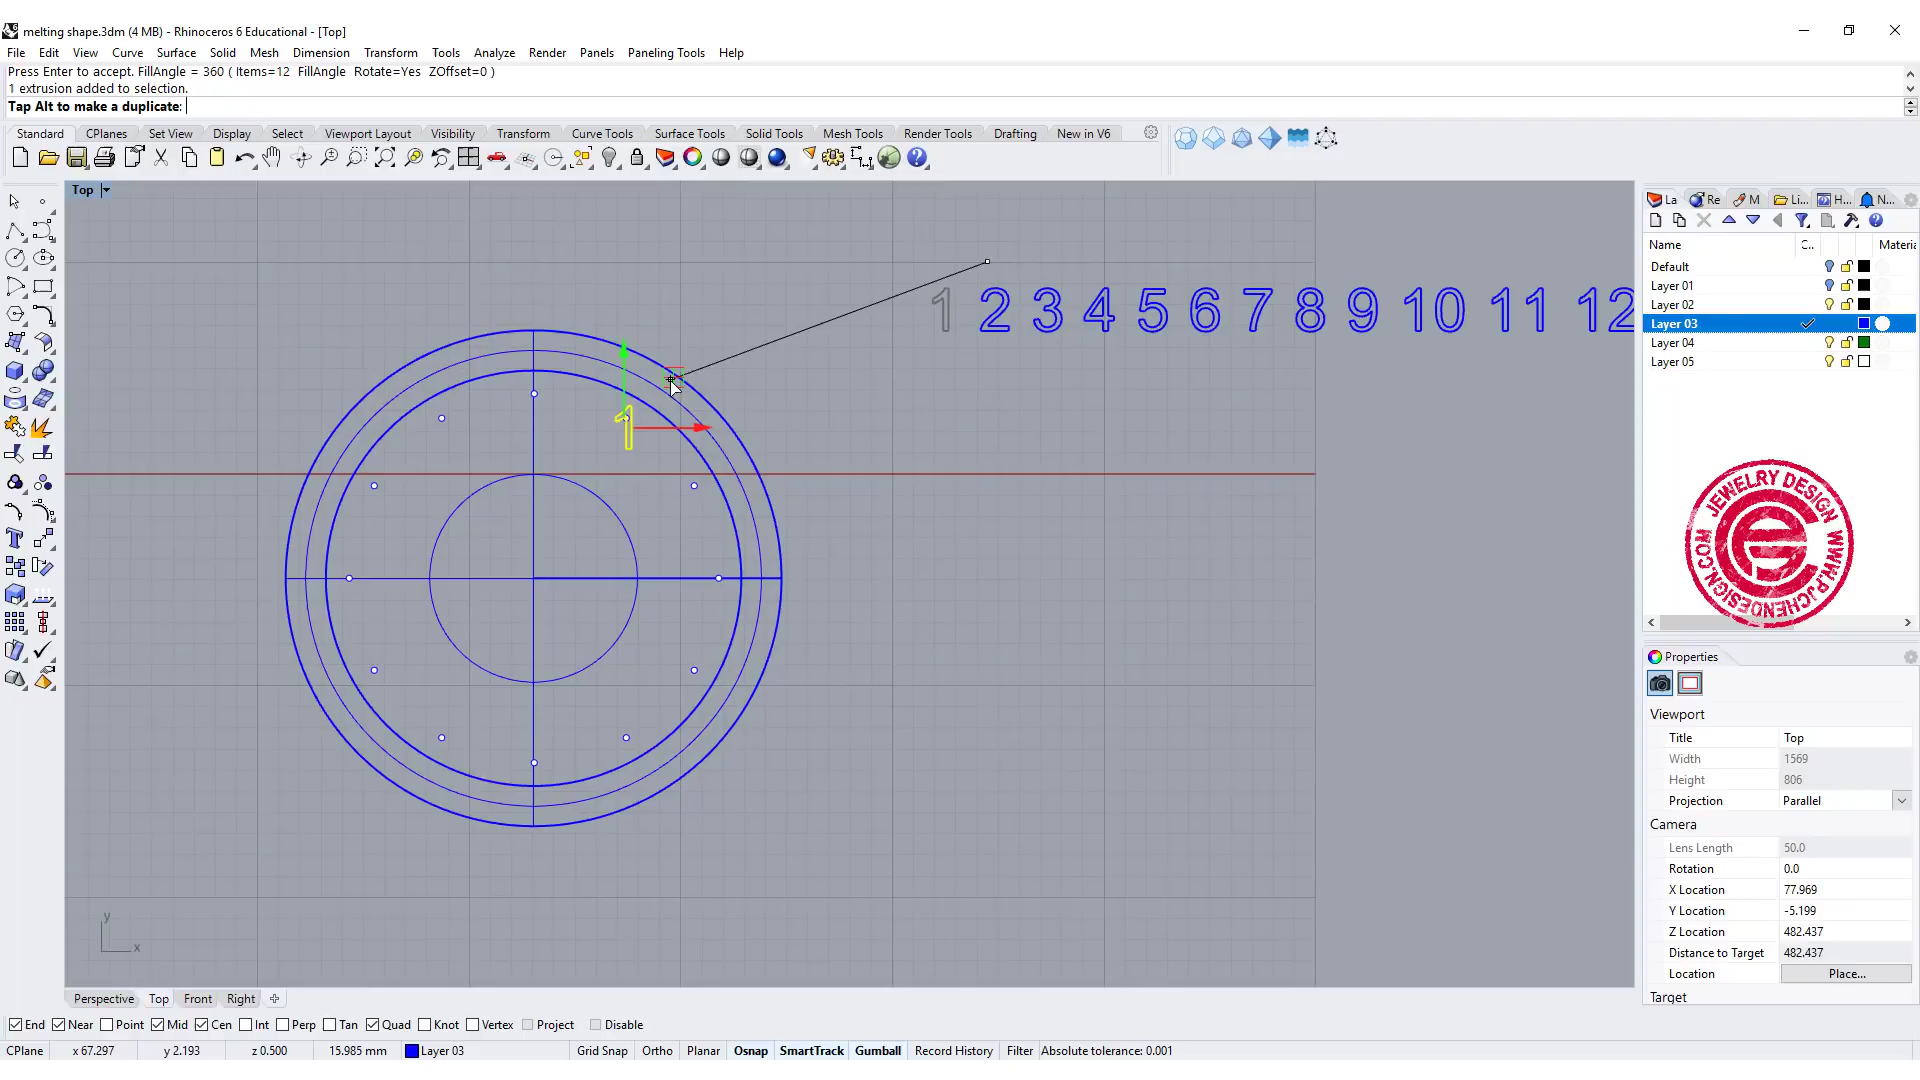 melting shape.3dm (4 MB) - Rhinoceros 6 Educational - [Top]
File Edit View Curve Surface Solid Mesh Dimension Transform Tools Analyze Render Panels Paneling Tools Help
Press Enter to accept. FillAngle = 360 ( Items=12 FillAngle Rotate=Yes ZOffset=0 )
1 extrusion added to selection.
Tap Alt to make a duplicate:
Standard CPlanes Set View Display Select Viewport Layout Visibility Transform Curve Tools Surface Tools Solid Tools Mesh Tools Render Tools Drafting New in V6
Top
La Re M Li... H... N...
Name C.. Materia
Default
Layer 01
Layer 02
Layer 03
Layer 04
Layer 05
1 2 3 4 5 6 7 8 9 10 11 12
1
JEWELRY DESIGN
WWW.PJCHENDESIGN.COM
Properties
Viewport
Title Top
Width 1569
Height 806
Projection Parallel
Camera
Lens Length 50.0
Rotation 0.0
X Location 77.969
Y Location -5.199
Z Location 482.437
Distance to Target 482.437
Location Place...
Target
y
x
Perspective Top Front Right
End Near Point Mid Cen Int Perp Tan Quad Knot Vertex Project Disable
CPlane x 67.297 y 2.193 z 0.500 15.985 mm Layer 03 Grid Snap Ortho Planar Osnap SmartTrack Gumball Record History Filter Absolute tolerance: 0.001